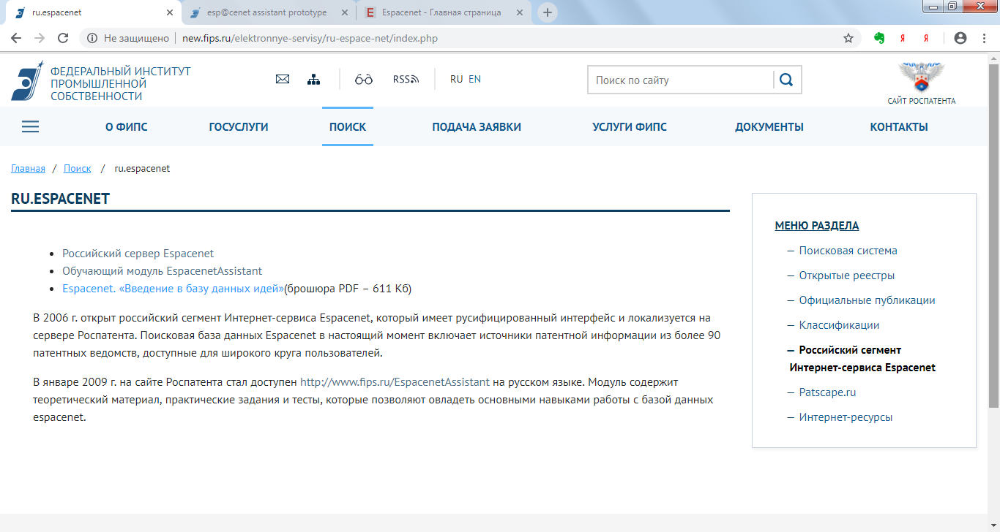 ru.espacenet
esp@cenet assistant prototype
Espacenet - Главная страница
Не защищено
new.fips.ru/elektronnye-servisy/ru-espace-net/index.php
ФЕДЕРАЛЬНЫЙ ИНСТИТУТ
ПРОМЫШЛЕННОЙ
СОБСТВЕННОСТИ
RSS
RU EN
Поиск по сайту
САЙТ РОСПАТЕНТА
О ФИПС
ГОСУСЛУГИ
ПОИСК
ПОДАЧА ЗАЯВКИ
УСЛУГИ ФИПС
ДОКУМЕНТЫ
КОНТАКТЫ
Главная / Поиск / ru.espacenet
RU.ESPACENET
Российский сервер Espacenet
Обучающий модуль EspacenetAssistant
Espacenet. «Введение в базу данных идей»(брошюра PDF – 611 Кб)
В 2006 г. открыт российский сегмент Интернет-сервиса Espacenet, который имеет русифицированный интерфейс и локализуется на
сервере Роспатента. Поисковая база данных Espacenet в настоящий момент включает источники патентной информации из более 90
патентных ведомств, доступные для широкого круга пользователей.
В январе 2009 г. на сайте Роспатента стал доступен http://www.fips.ru/EspacenetAssistant на русском языке. Модуль содержит
теоретический материал, практические задания и тесты, которые позволяют овладеть основными навыками работы с базой данных
espacenet.
МЕНЮ РАЗДЕЛА
— Поисковая система
— Открытые реестры
— Официальные публикации
— Классификации
— Российский сегмент
Интернет-сервиса Espacenet
— Patscape.ru
— Интернет-ресурсы